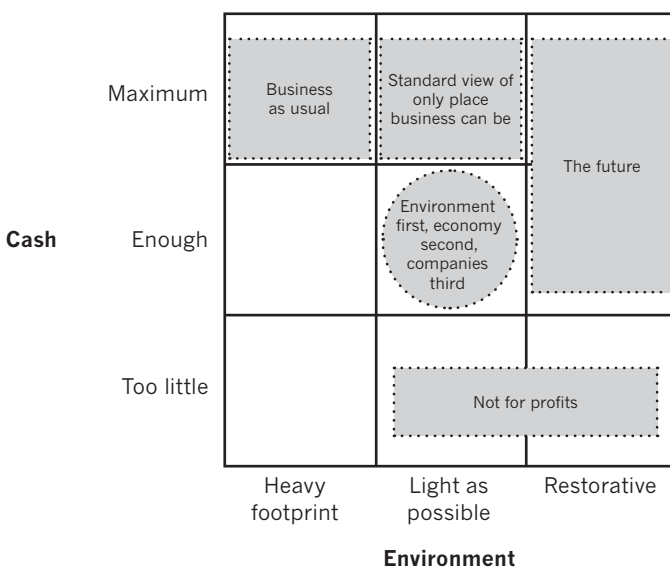 Maximum
Business
as usual
Standard view of
only place
business can be
The future
Cash
Enough
Environment
first, economy
second,
companies
third
Too little
Not for profits
Heavy
footprint
Light as
possible
Restorative
Environment